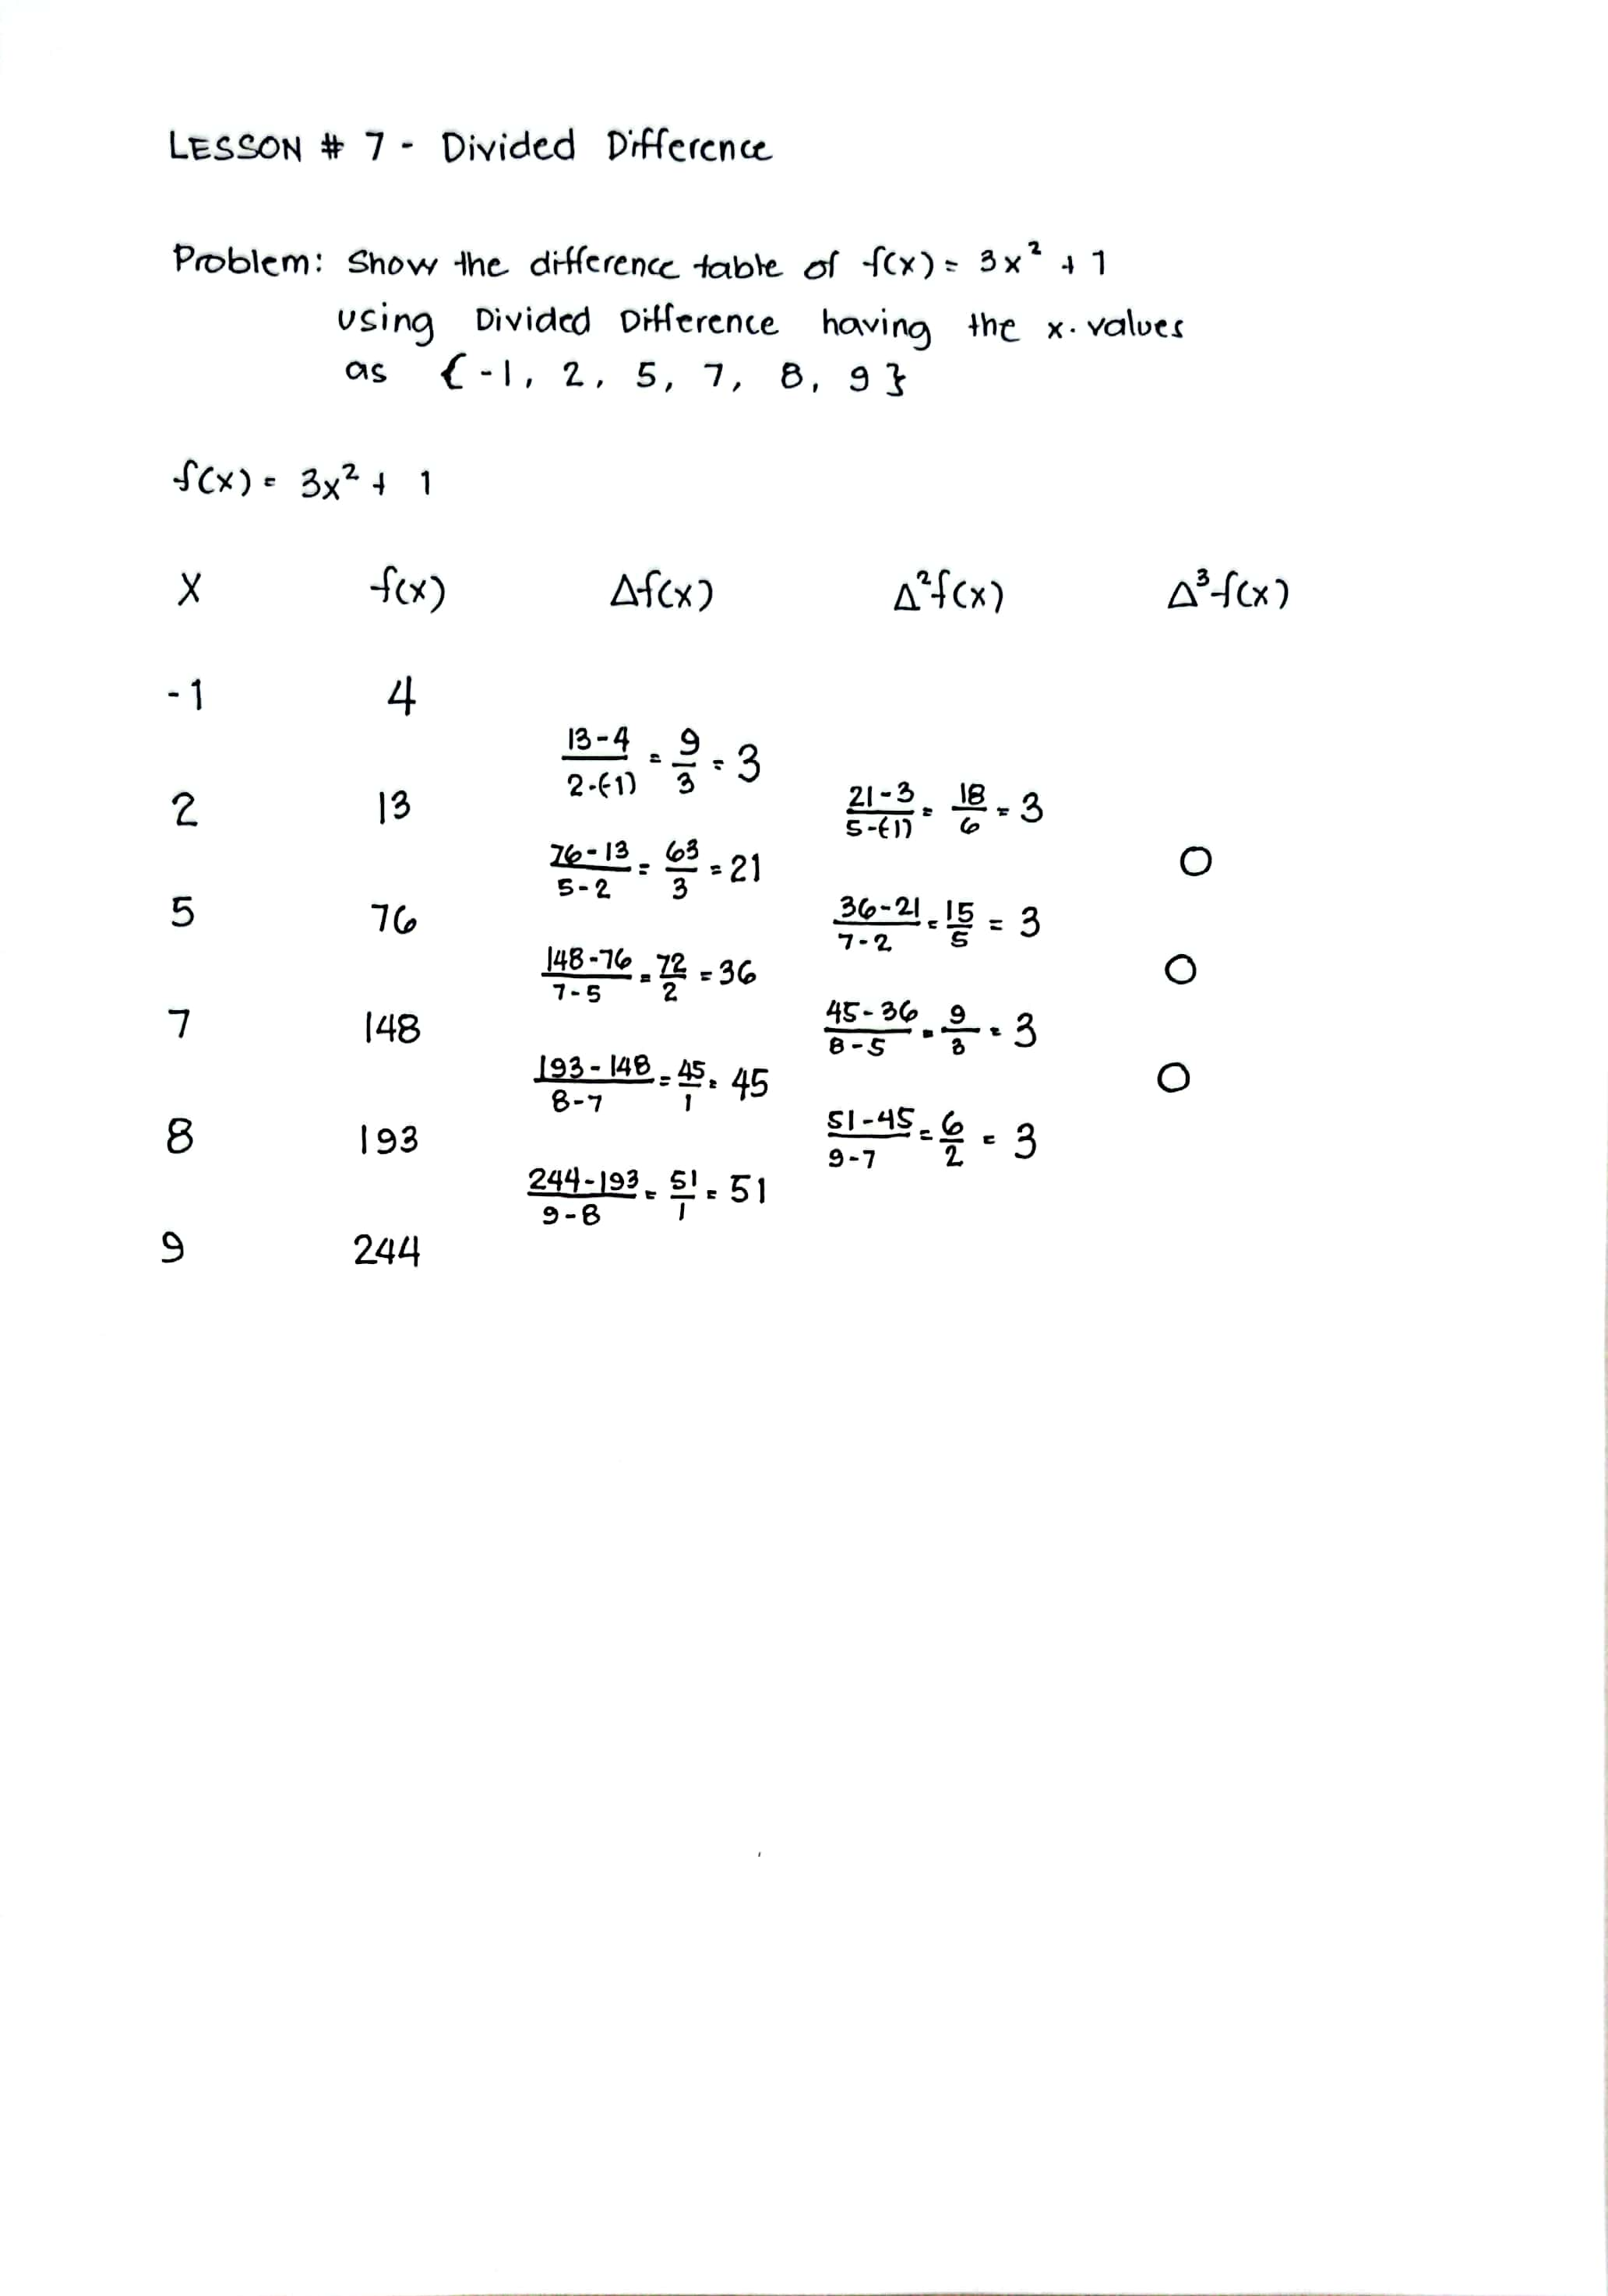 LESSON # 7 - Divided Difference
Problem: Show the difference table of f(x) = 3x² + 1
using Divided Difference having the x-values
as {-1, 2, 5, 7, 8, 9}
f(x) = 3x² + 1
X f(x) Δf(x) Δ²f(x) Δ³f(x)
-1 4
(13-4)/(2-(-1)) = 9/3 = 3
2 13 (21-3)/(5-(-1)) = 18/6 = 3
(76-13)/(5-2) = 63/3 = 21 0
5 76 (36-21)/(7-2) = 15/5 = 3
(148-76)/(7-5) = 72/2 = 36 0
7 148 (45-36)/(8-5) = 9/3 = 3
(193-148)/(8-7) = 45/1 = 45 0
8 193 (51-45)/(9-7) = 6/2 = 3
(244-193)/(9-8) = 51/1 = 51
9 244